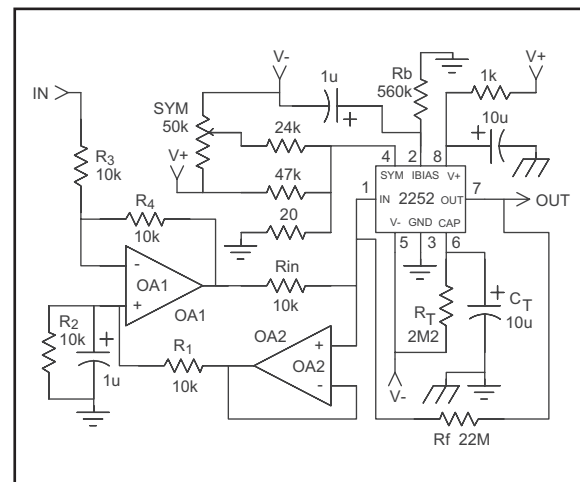 V-
V+
IN
1u
+
Rb
560k
1k
SYM
50k
10u
+
24k
R3
10k
V+
47k
4 2 8
SYM IBIAS V+
1 IN 2252 OUT 7
OUT
V- GND CAP
5 3 6
R4
10k
20
-
OA1
+
OA1
Rin
10k
RT
2M2
+
CT
10u
R2
10k
+
1u
R1
10k
OA2
+
OA2
-
V-
Rf 22M